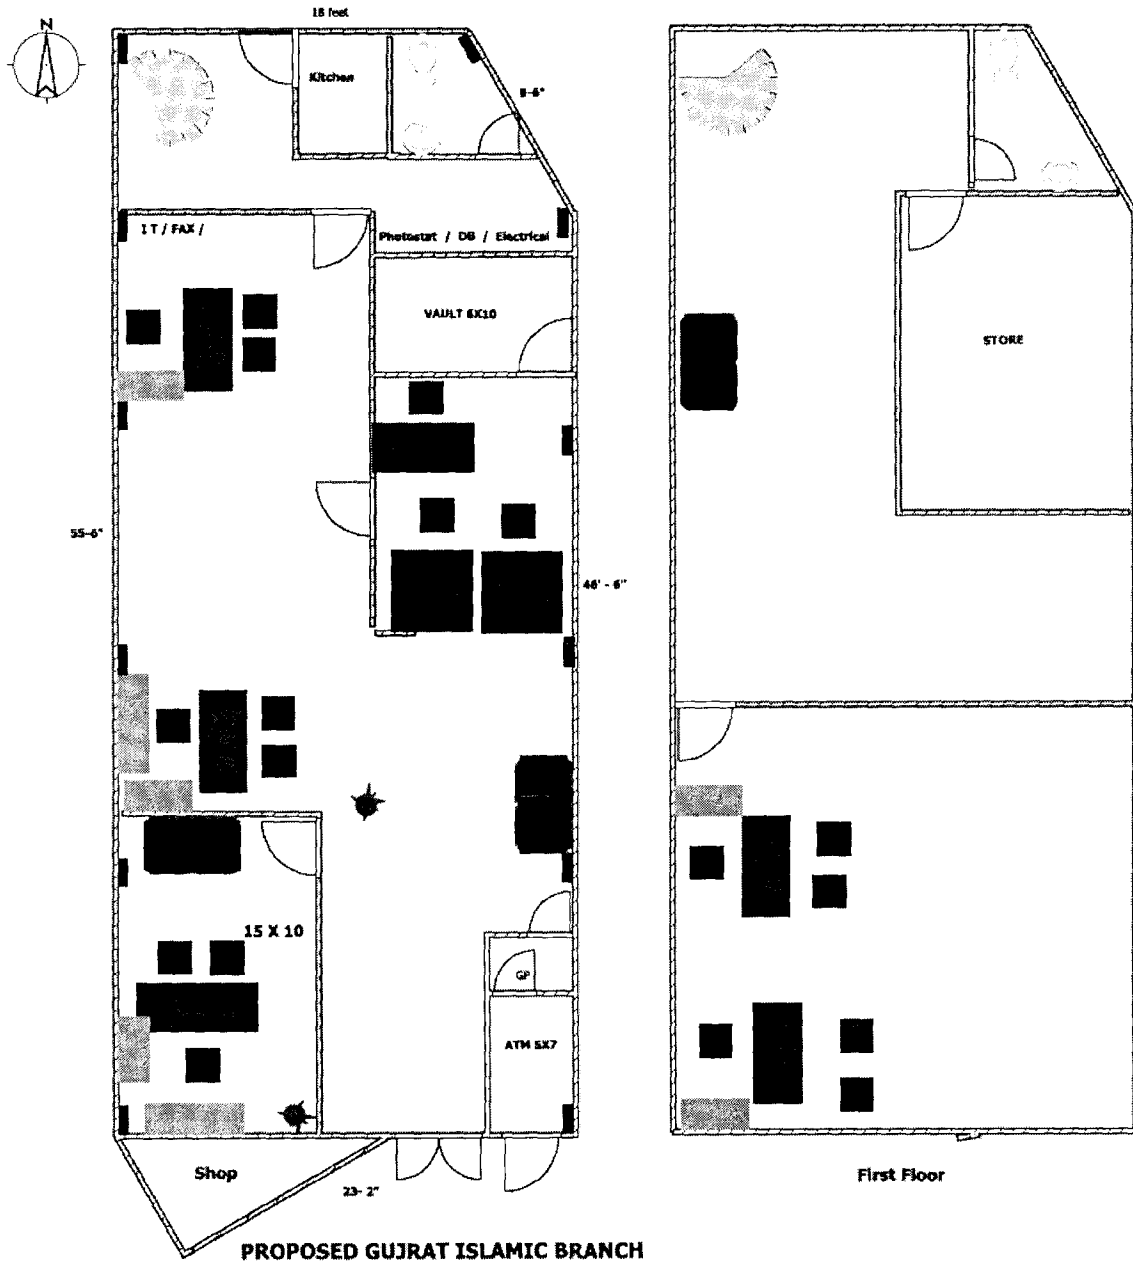 18 feet
N
Kitchen
8-6"
I T / FAX /
Photostat / DB / Electrical
VAULT 6X10
STORE
55-6"
46' - 6"
15 X 10
GP
ATM 5X7
Shop
First Floor
23- 2"
PROPOSED GUJRAT ISLAMIC BRANCH